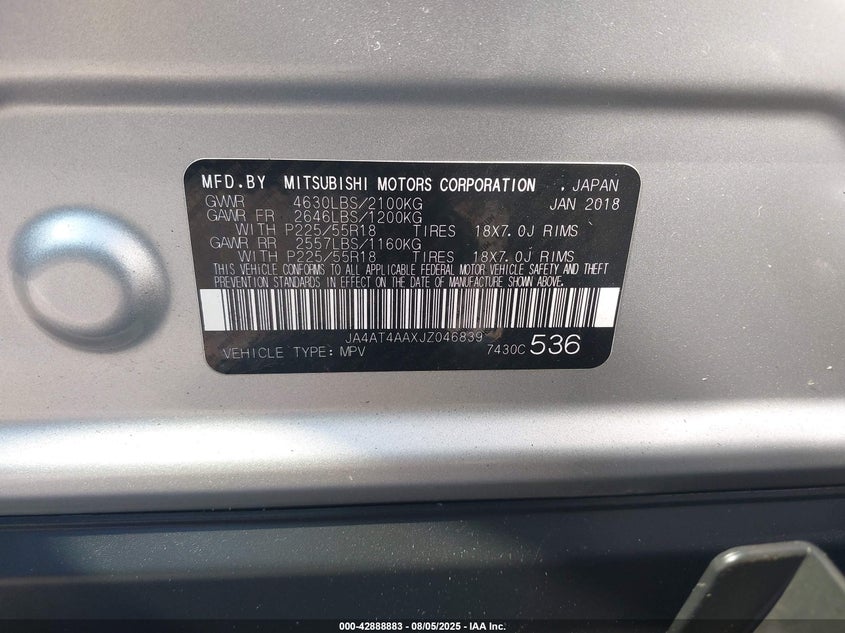 MFD.BY MITSUBISHI MOTORS CORPORATION , JAPAN
GVWR 4630LBS/2100KG JAN 2018
GAWR FR 2646LBS/1200KG
WITH P225/55R18 TIRES 18X7.0J RIMS
GAWR RR 2557LBS/1160KG
WITH P225/55R18 TIRES 18X7.0J RIMS
THIS VEHICLE CONFORMS TO ALL APPLICABLE FEDERAL MOTOR VEHICLE SAFETY AND THEFT
PREVENTION STANDARDS IN EFFECT ON THE DATE OF MANUFACTURE SHOWN ABOVE.
JA4AT4AAXJZ046839
VEHICLE TYPE: MPV 7430C 536
000-42888883 - 08/05/2025 - IAA Inc.